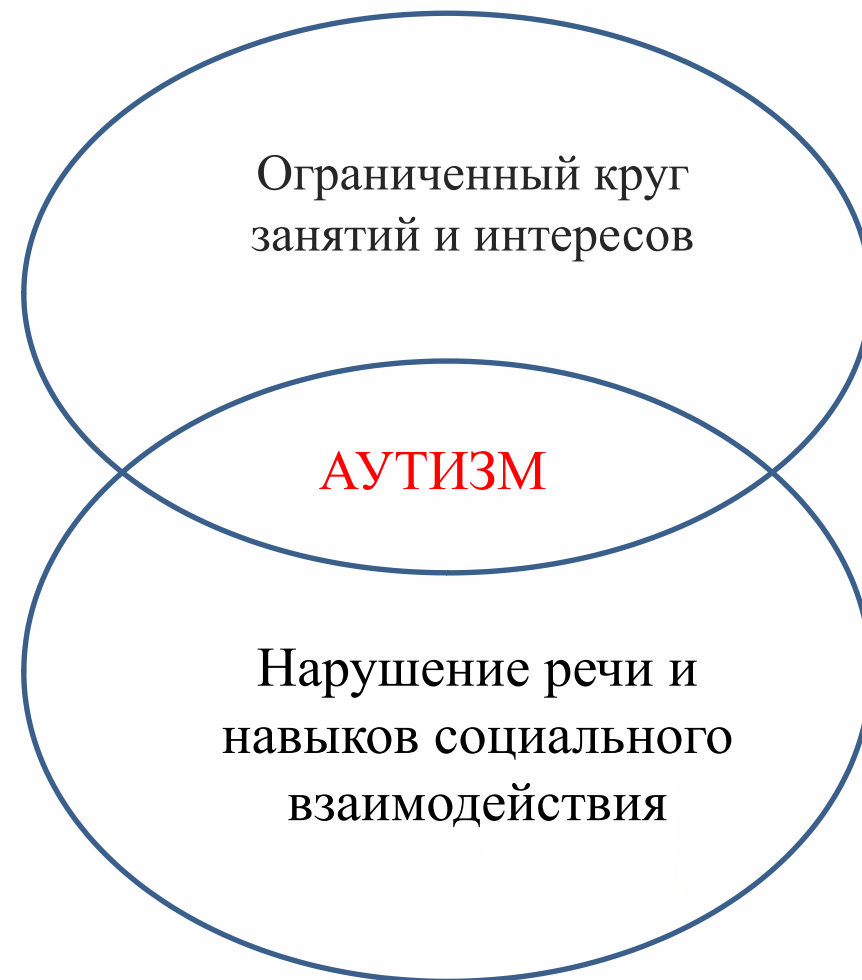 Ограниченный круг
занятий и интересов
АУТИЗМ
Нарушение речи и
навыков социального
взаимодействия